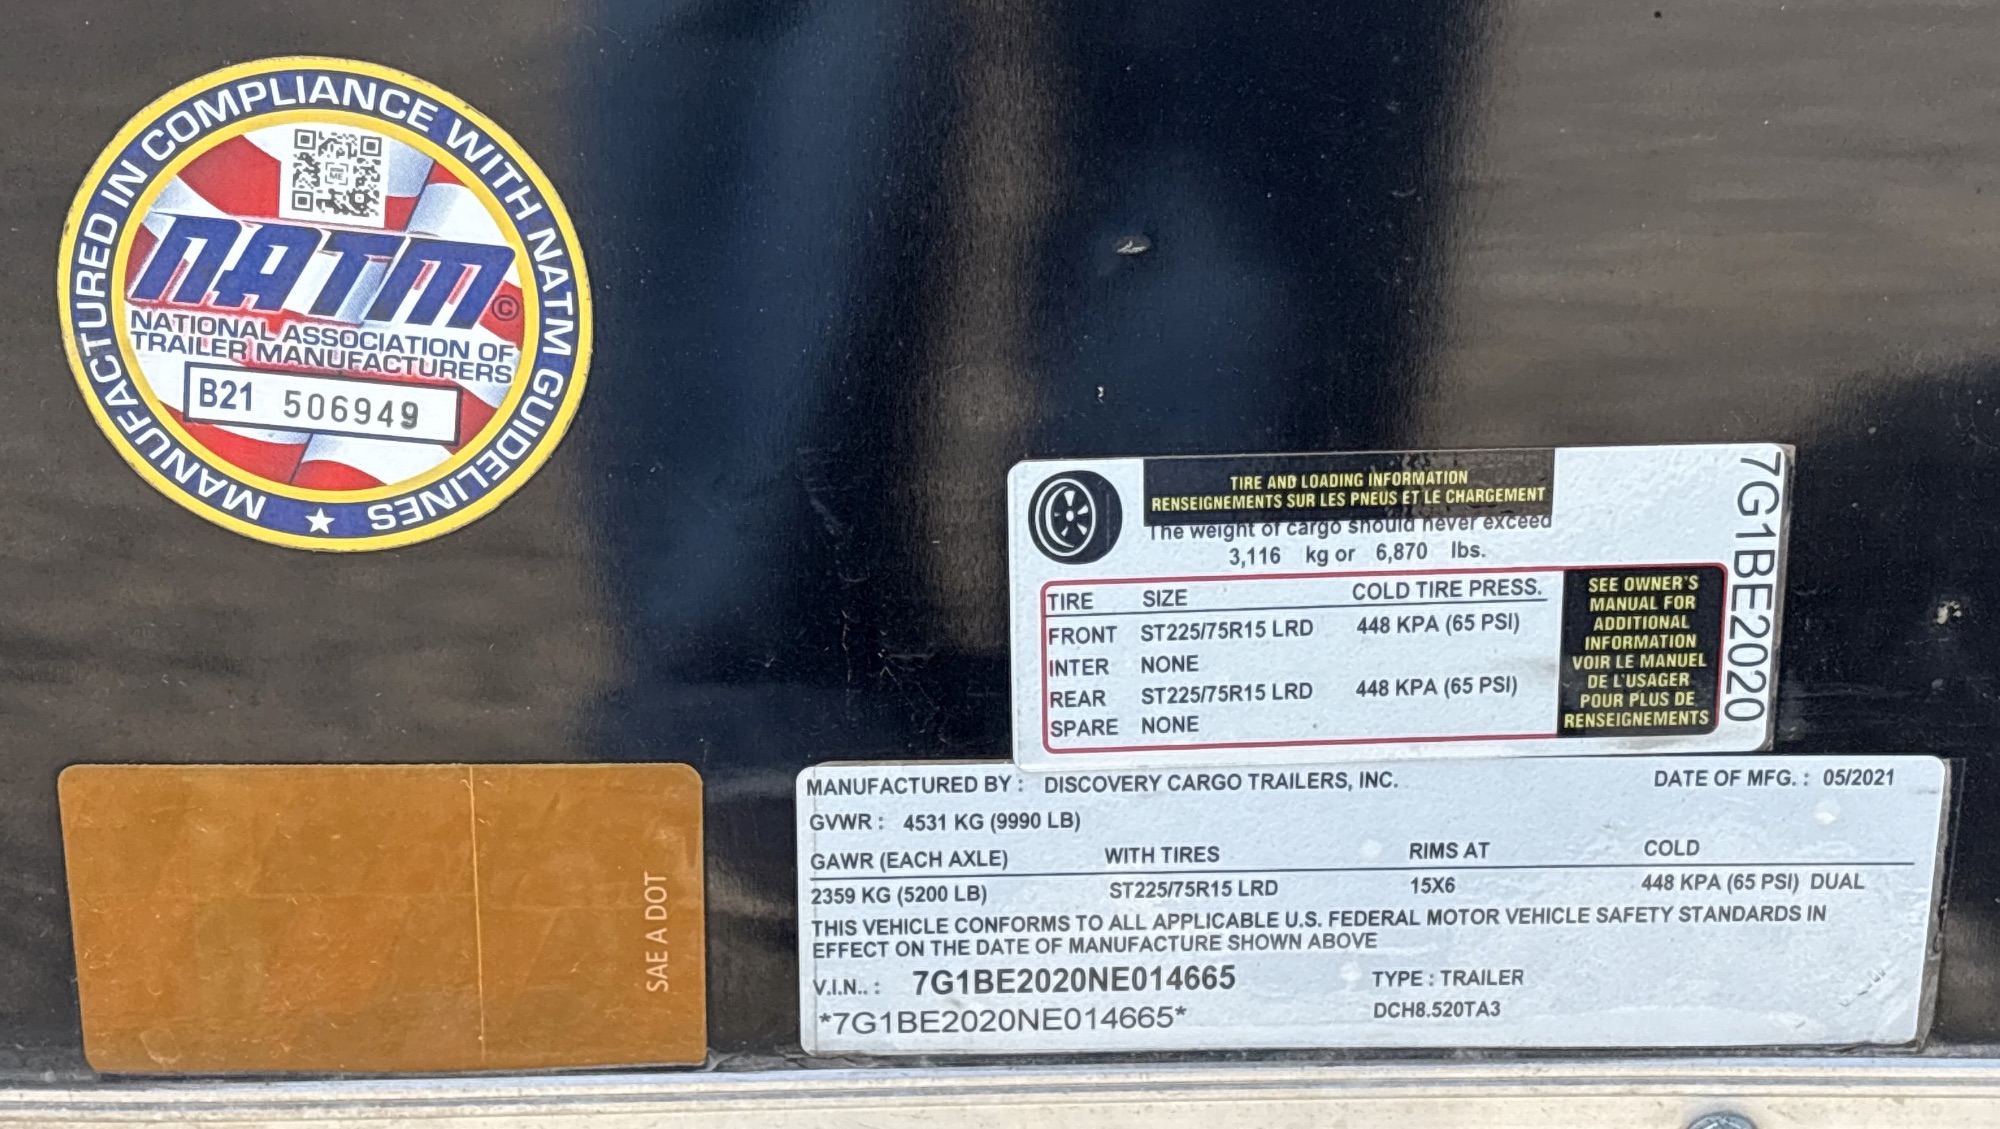 MANUFACTURED IN COMPLIANCE WITH NATM GUIDELINES
NATM©
NATIONAL ASSOCIATION OF
TRAILER MANUFACTURERS
B21 506949
TIRE AND LOADING INFORMATION
RENSEIGNEMENTS SUR LES PNEUS ET LE CHARGEMENT
The weight of cargo should never exceed
3,116 kg or 6,870 lbs.
TIRE SIZE COLD TIRE PRESS.
FRONT ST225/75R15 LRD 448 KPA (65 PSI)
INTER NONE
REAR ST225/75R15 LRD 448 KPA (65 PSI)
SPARE NONE
SEE OWNER'S
MANUAL FOR
ADDITIONAL
INFORMATION
VOIR LE MANUEL
DE L'USAGER
POUR PLUS DE
RENSEIGNEMENTS
7G1BE2020
SAE A DOT
MANUFACTURED BY : DISCOVERY CARGO TRAILERS, INC. DATE OF MFG. : 05/2021
GVWR : 4531 KG (9990 LB)
GAWR (EACH AXLE) WITH TIRES RIMS AT COLD
2359 KG (5200 LB) ST225/75R15 LRD 15X6 448 KPA (65 PSI) DUAL
THIS VEHICLE CONFORMS TO ALL APPLICABLE U.S. FEDERAL MOTOR VEHICLE SAFETY STANDARDS IN
EFFECT ON THE DATE OF MANUFACTURE SHOWN ABOVE
V.I.N.. : 7G1BE2020NE014665 TYPE : TRAILER
*7G1BE2020NE014665* DCH8.520TA3